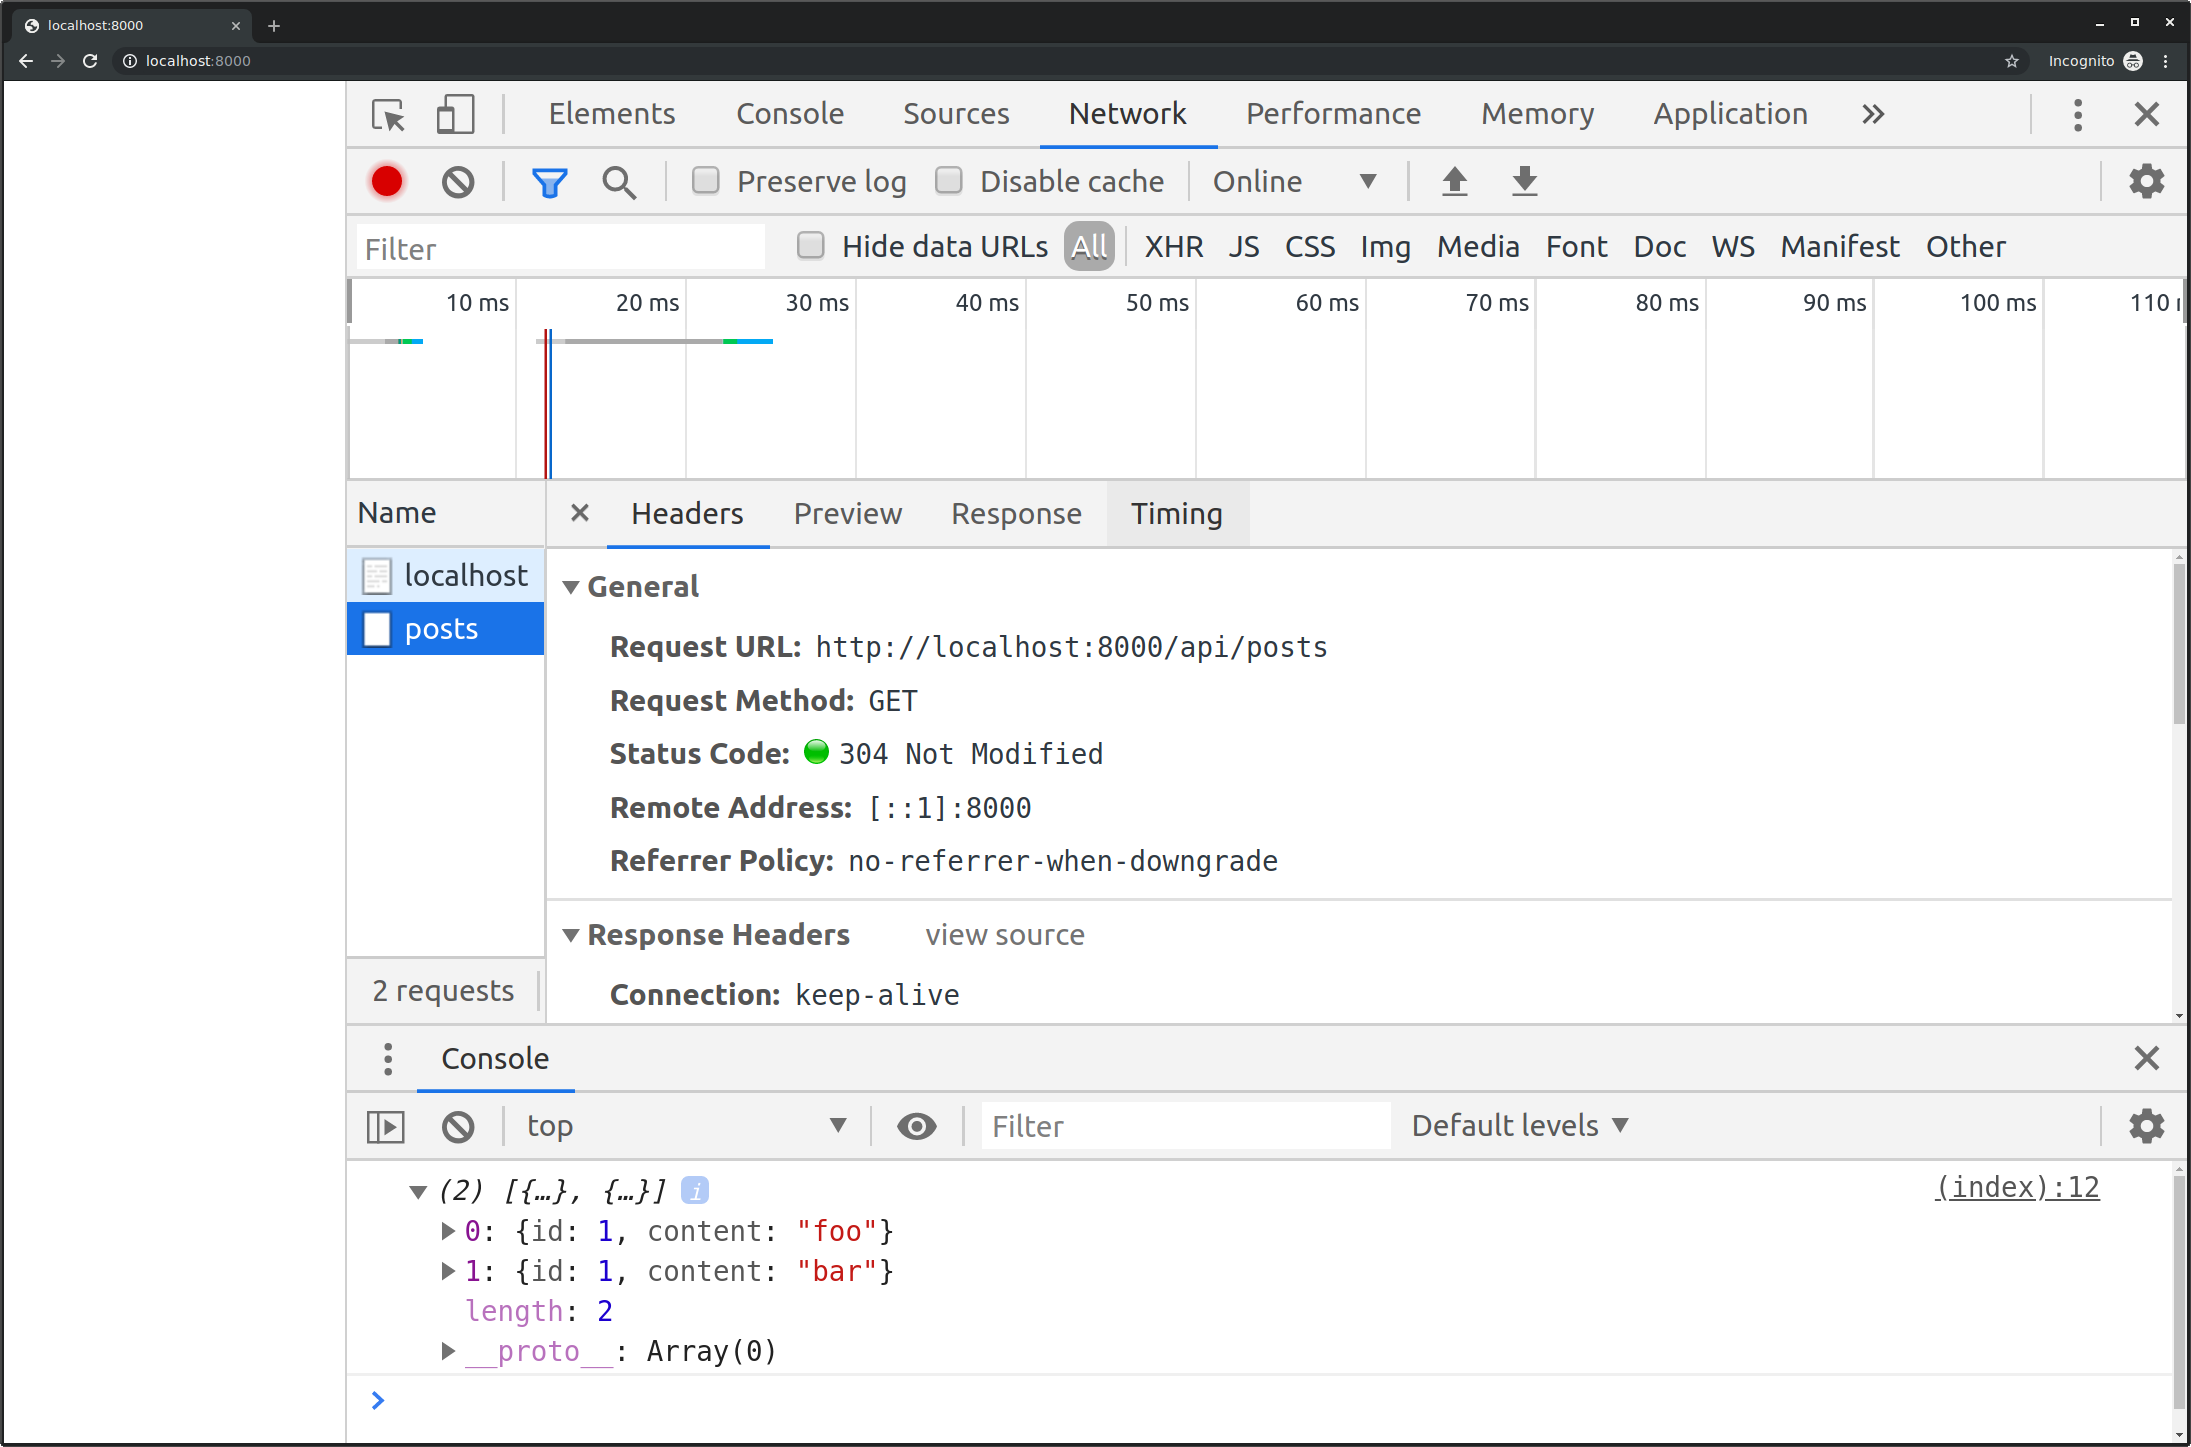 localhost:8000
localhost:8000 Incognito
Elements Console Sources Network Performance Memory Application
Preserve log Disable cache Online
Filter Hide data URLs All XHR JS CSS Img Media Font Doc WS Manifest Other
10 ms 20 ms 30 ms 40 ms 50 ms 60 ms 70 ms 80 ms 90 ms 100 ms 110
Name Headers Preview Response Timing
localhost
posts
General
Request URL: http://localhost:8000/api/posts
Request Method: GET
Status Code: 304 Not Modified
Remote Address: [::1]:8000
Referrer Policy: no-referrer-when-downgrade
Response Headers view source
Connection: keep-alive
2 requests
Console
top Filter Default levels
(2) [{…}, {…}] i (index):12
0: {id: 1, content: "foo"}
1: {id: 1, content: "bar"}
length: 2
__proto__: Array(0)